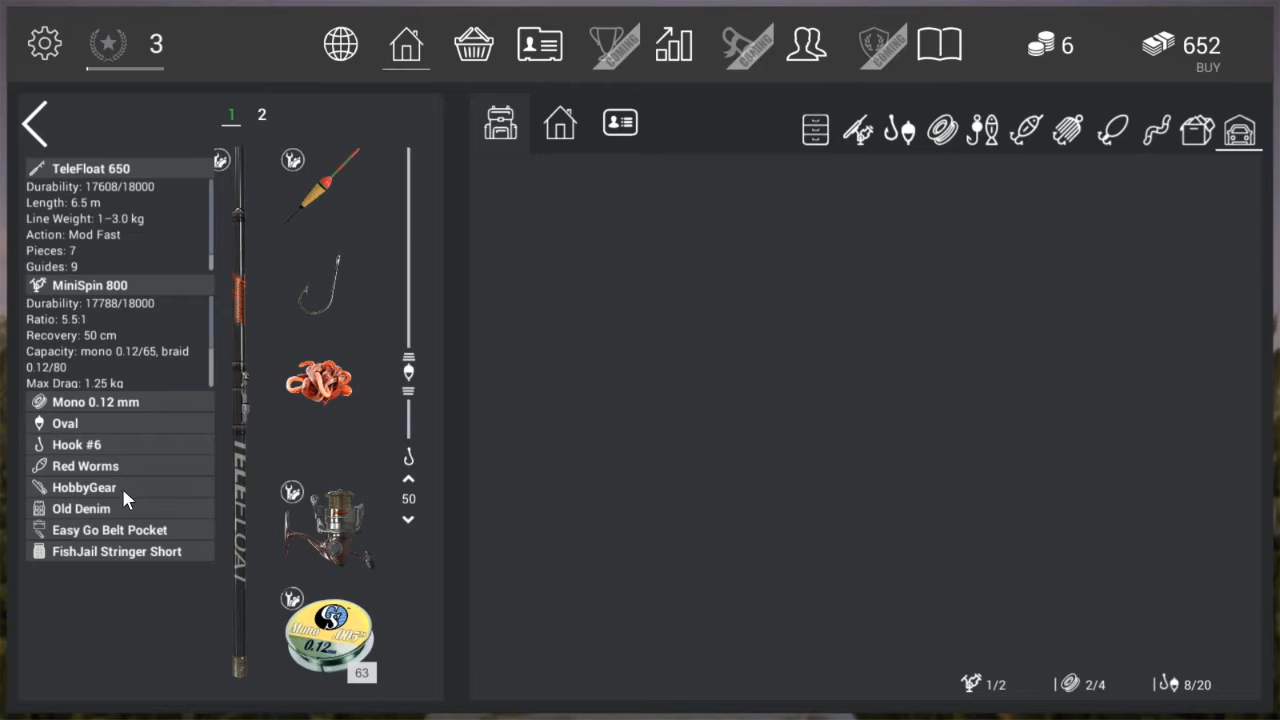 3
COMING
COMING
COMING
6
652
BUY
1
2
TeleFloat 650
Durability: 17608/18000
Length: 6.5 m
Line Weight: 1–3.0 kg
Action: Mod Fast
Pieces: 7
Guides: 9
MiniSpin 800
Durability: 17788/18000
Ratio: 5.5:1
Recovery: 50 cm
Capacity: mono 0.12/65, braid
0.12/80
Max Drag: 1.25 kg
Mono 0.12 mm
Oval
Hook #6
Red Worms
HobbyGear
Old Denim
Easy Go Belt Pocket
FishJail Stringer Short
TELEFLOAT
50
Mono
0.12mm
63
1/2
2/4
8/20